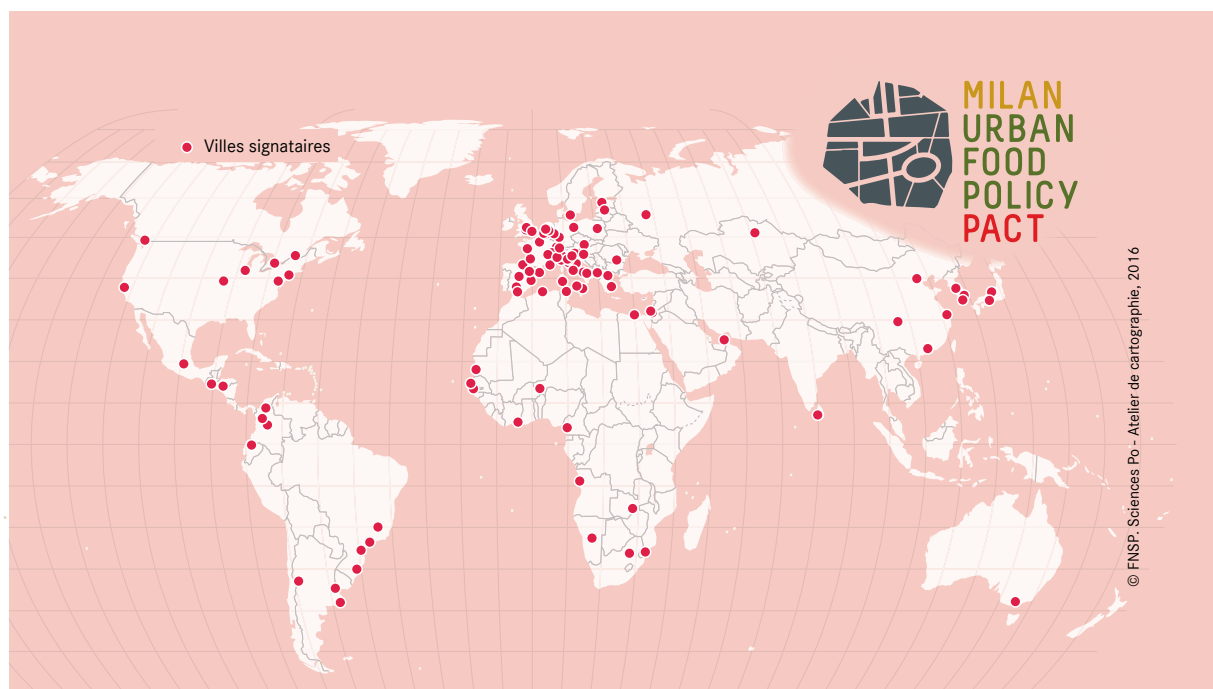 Villes signataires
MILAN
URBAN
FOOD
POLICY
PACT
© FNSP. Sciences Po - Atelier de cartographie, 2016